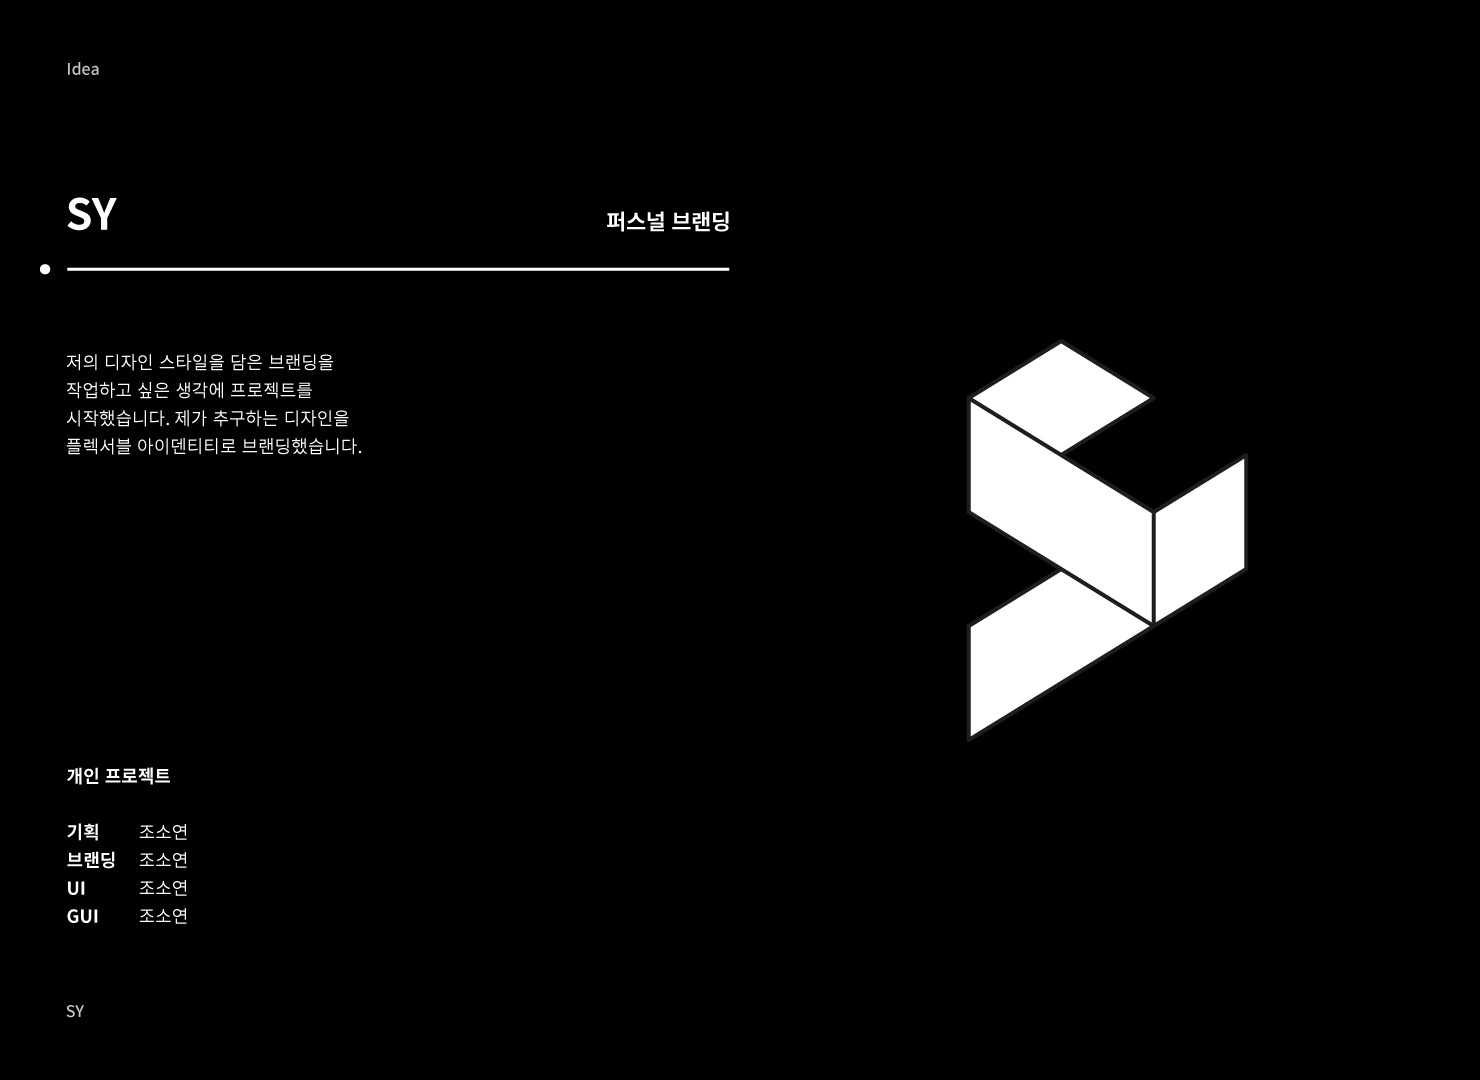 Idea
SY
퍼스널 브랜딩
저의 디자인 스타일을 담은 브랜딩을
작업하고 싶은 생각에 프로젝트를
시작했습니다. 제가 추구하는 디자인을
플렉서블 아이덴티티로 브랜딩했습니다.
개인 프로젝트
기획 조소연
브랜딩 조소연
UI 조소연
GUI 조소연
SY